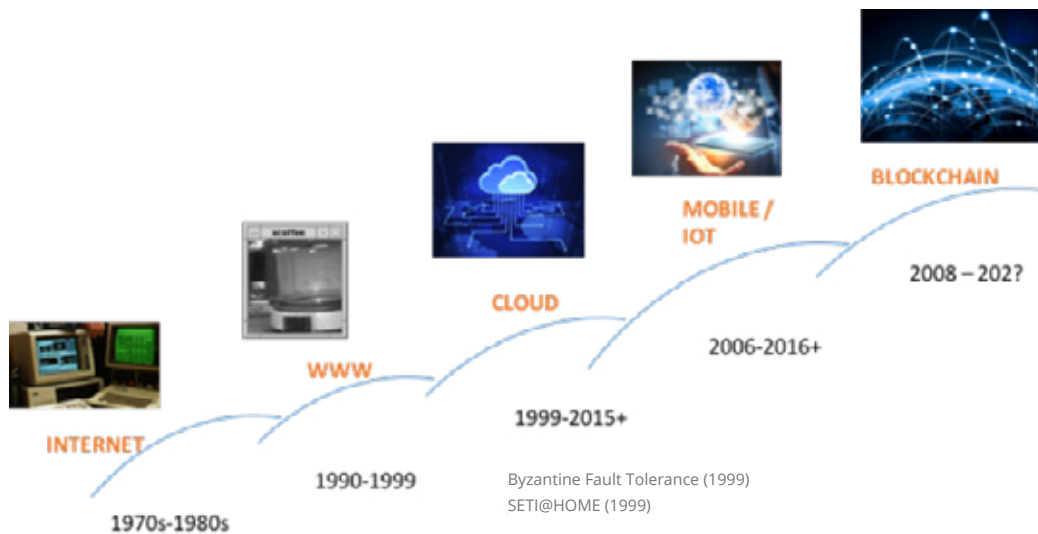 BLOCKCHAIN
MOBILE /
IOT
2008 – 202?
CLOUD
2006-2016+
WWW
1999-2015+
INTERNET
1990-1999
Byzantine Fault Tolerance (1999)
SETI@HOME (1999)
1970s-1980s